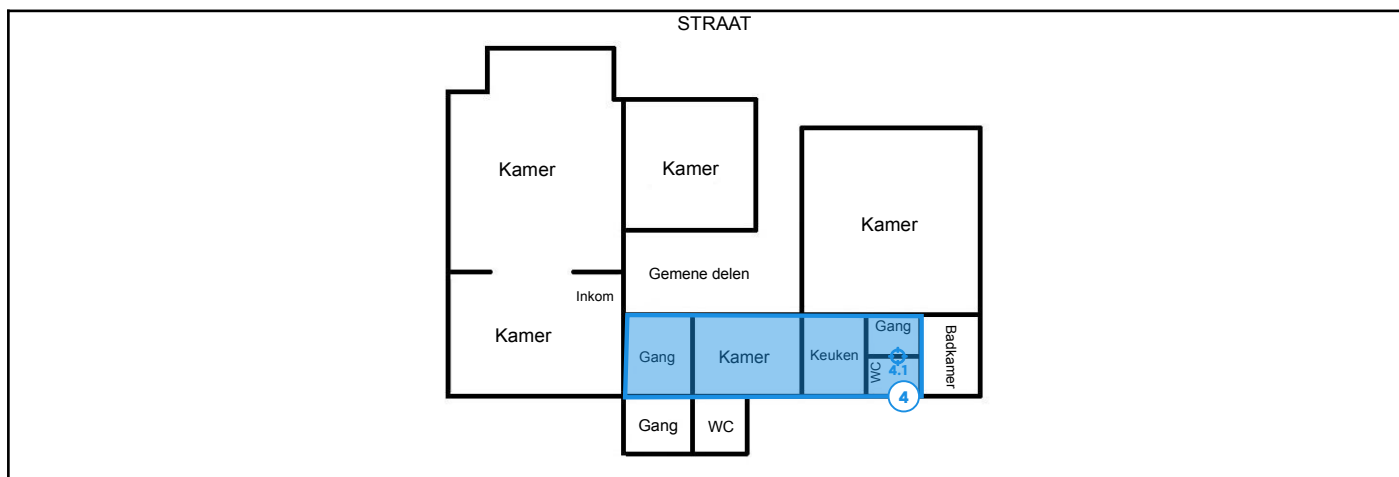 STRAAT
Kamer
Kamer
Kamer
Gemene delen
Inkom
Kamer
Gang
Kamer
Keuken
Gang
WC
4.1
Badkamer
4
Gang
WC